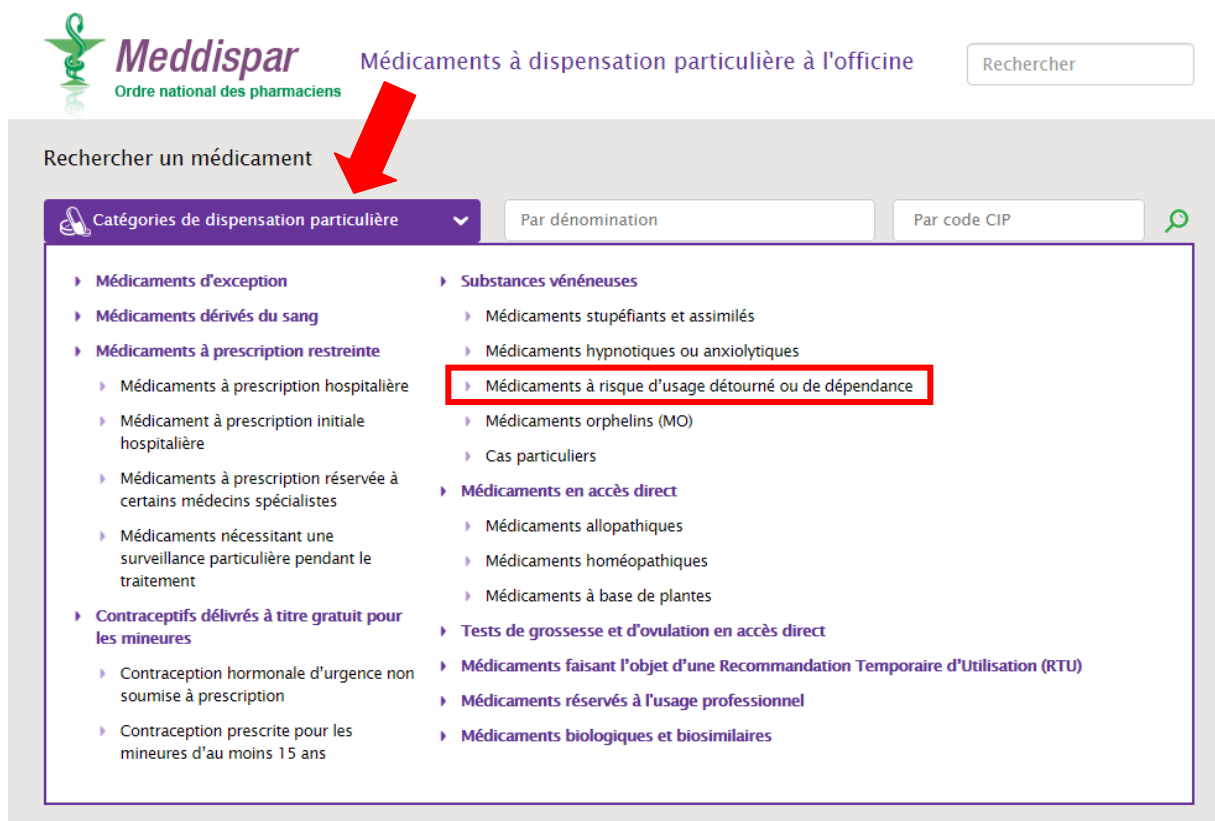 Meddispar
Ordre national des pharmaciens
Médicaments à dispensation particulière à l'officine
Rechercher
Rechercher un médicament
Catégories de dispensation particulière
Par dénomination
Par code CIP
Médicaments d'exception
Médicaments dérivés du sang
Médicaments à prescription restreinte
Médicaments à prescription hospitalière
Médicament à prescription initiale
hospitalière
Médicaments à prescription réservée à
certains médecins spécialistes
Médicaments nécessitant une
surveillance particulière pendant le
traitement
Contraceptifs délivrés à titre gratuit pour
les mineures
Contraception hormonale d'urgence non
soumise à prescription
Contraception prescrite pour les
mineures d'au moins 15 ans
Substances vénéneuses
Médicaments stupéfiants et assimilés
Médicaments hypnotiques ou anxiolytiques
Médicaments à risque d’usage détourné ou de dépendance
Médicaments orphelins (MO)
Cas particuliers
Médicaments en accès direct
Médicaments allopathiques
Médicaments homéopathiques
Médicaments à base de plantes
Tests de grossesse et d'ovulation en accès direct
Médicaments faisant l’objet d’une Recommandation Temporaire d’Utilisation (RTU)
Médicaments réservés à l'usage professionnel
Médicaments biologiques et biosimilaires